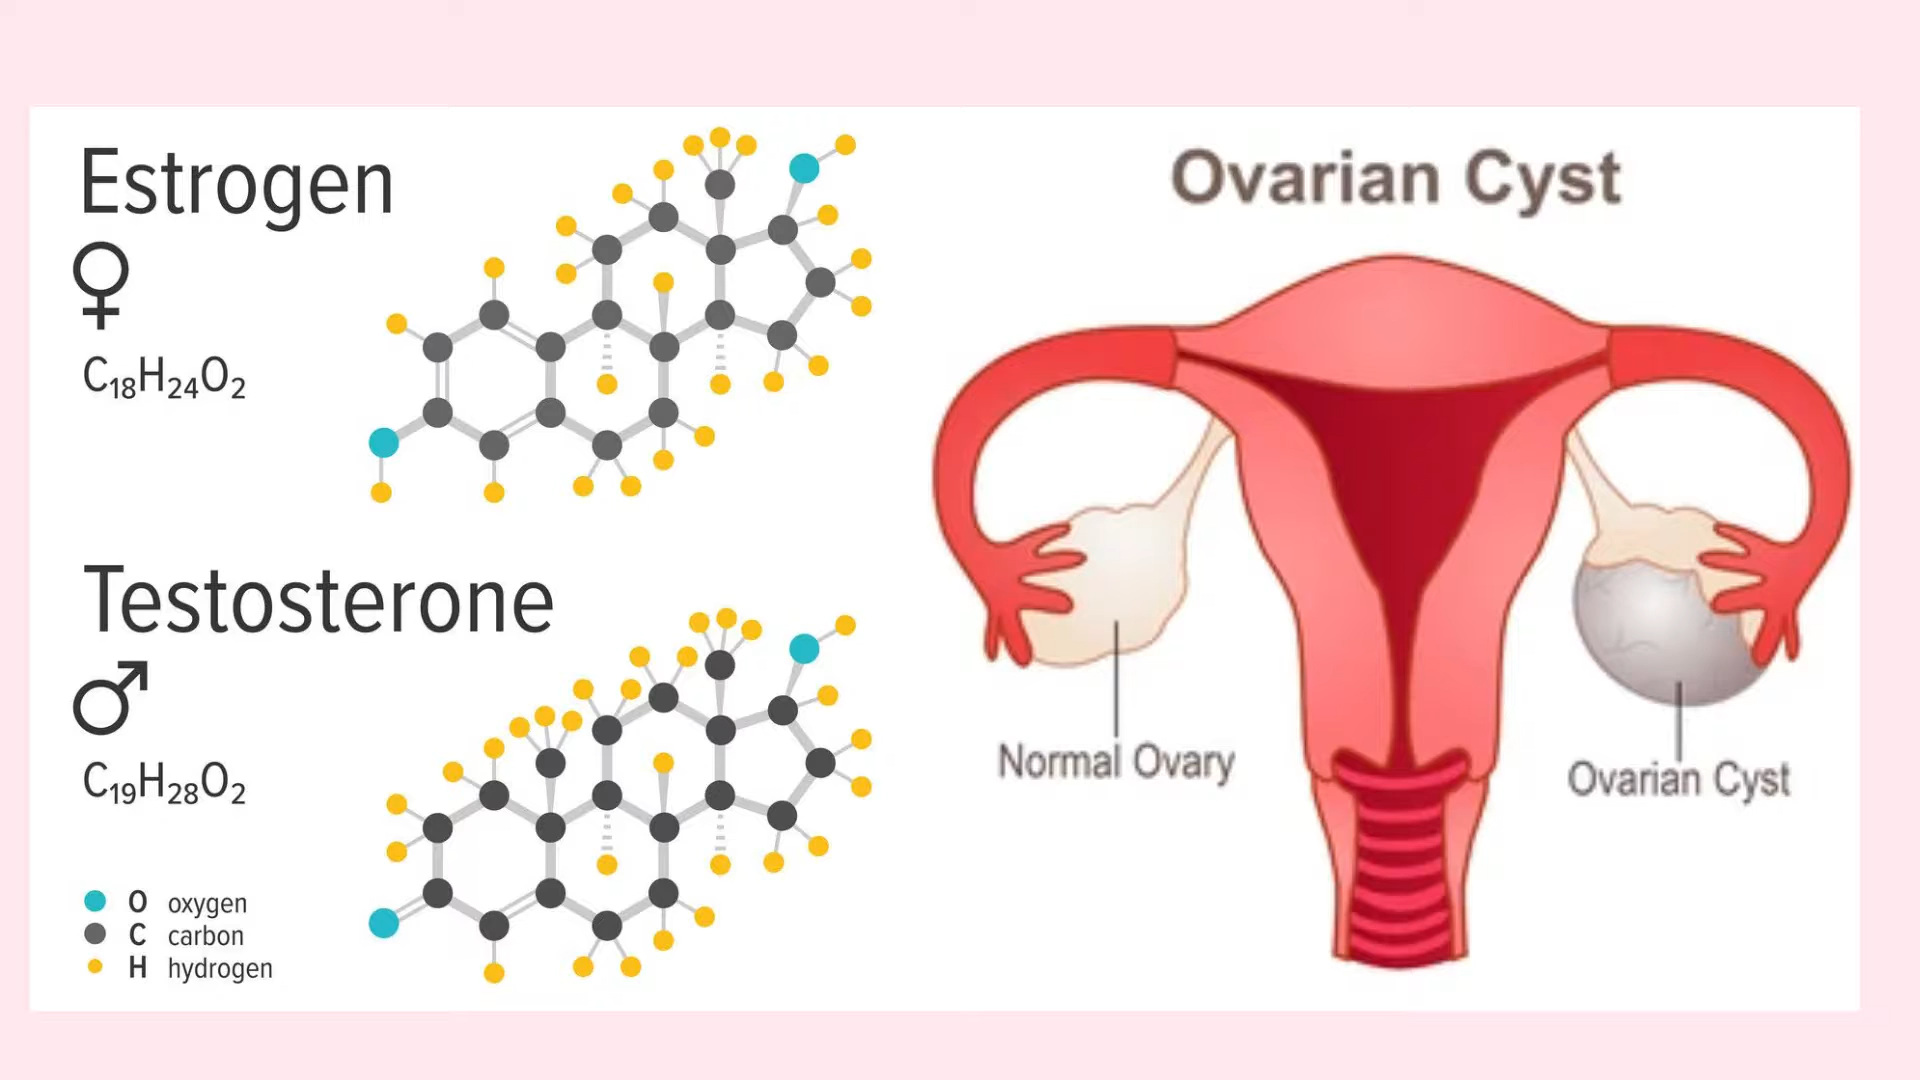 Estrogen
♀
C₁₈H₂₄O₂
Testosterone
♂
C₁₉H₂₈O₂
O oxygen
C carbon
H hydrogen
Ovarian Cyst
Normal Ovary
Ovarian Cyst